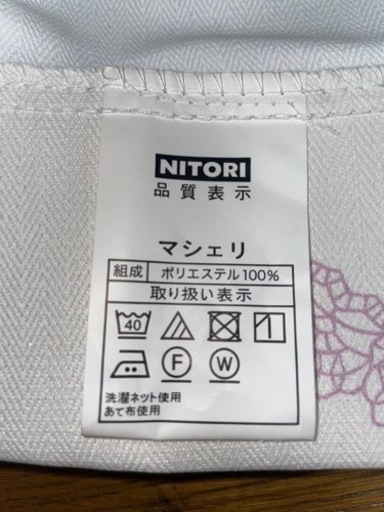 NITORI
品質表示
マシェリ
組成 ポリエステル100%
取り扱い表示
40
F W
洗濯ネット使用
あて布使用